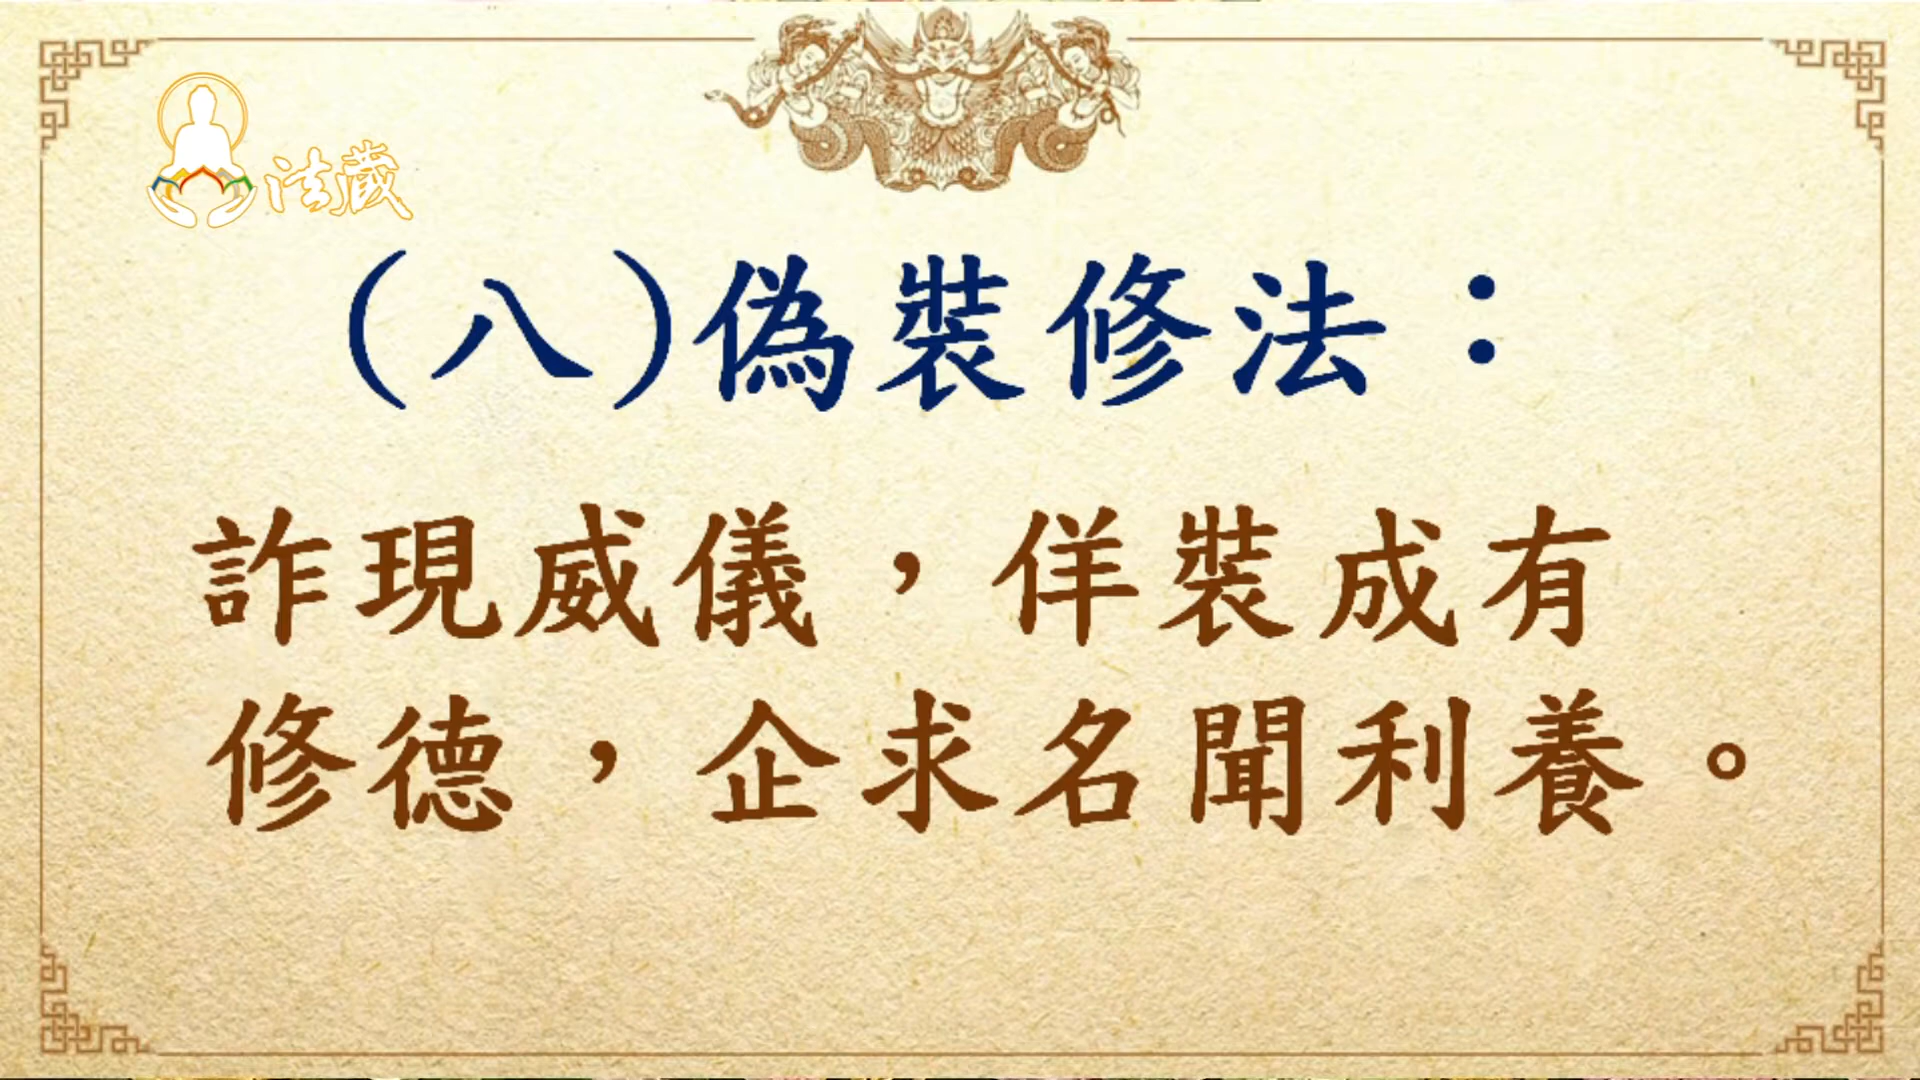 法藏
(八)偽裝修法：
詐現威儀，佯裝成有
修德，企求名聞利養。